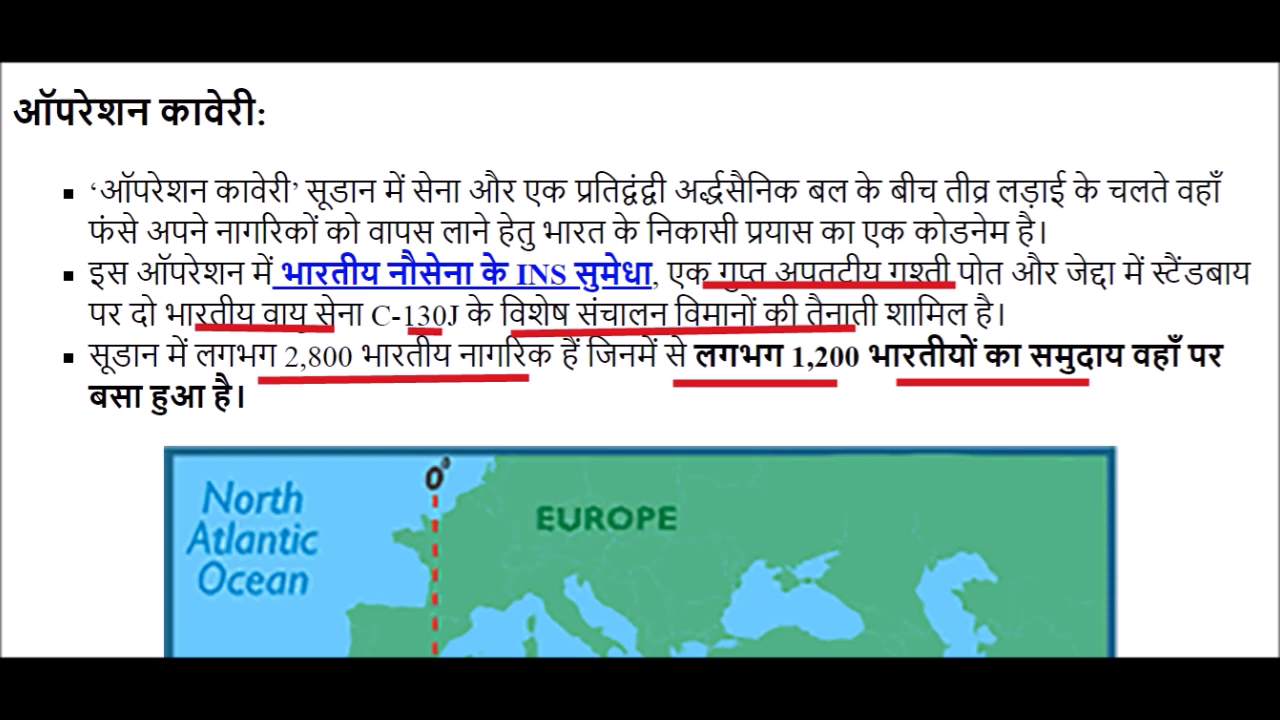 ऑपरेशन कावेरी:
▪ ‘ऑपरेशन कावेरी’ सूडान में सेना और एक प्रतिद्वंद्वी अर्द्धसैनिक बल के बीच तीव्र लड़ाई के चलते वहाँ
फंसे अपने नागरिकों को वापस लाने हेतु भारत के निकासी प्रयास का एक कोडनेम है।
▪ इस ऑपरेशन में भारतीय नौसेना के INS सुमेधा, एक गुप्त अपतटीय गश्ती पोत और जेद्दा में स्टैंडबाय
पर दो भारतीय वायु सेना C-130J के विशेष संचालन विमानों की तैनाती शामिल है।
▪ सूडान में लगभग 2,800 भारतीय नागरिक हैं जिनमें से लगभग 1,200 भारतीयों का समुदाय वहाँ पर
बसा हुआ है।
0°
North
Atlantic
Ocean
EUROPE